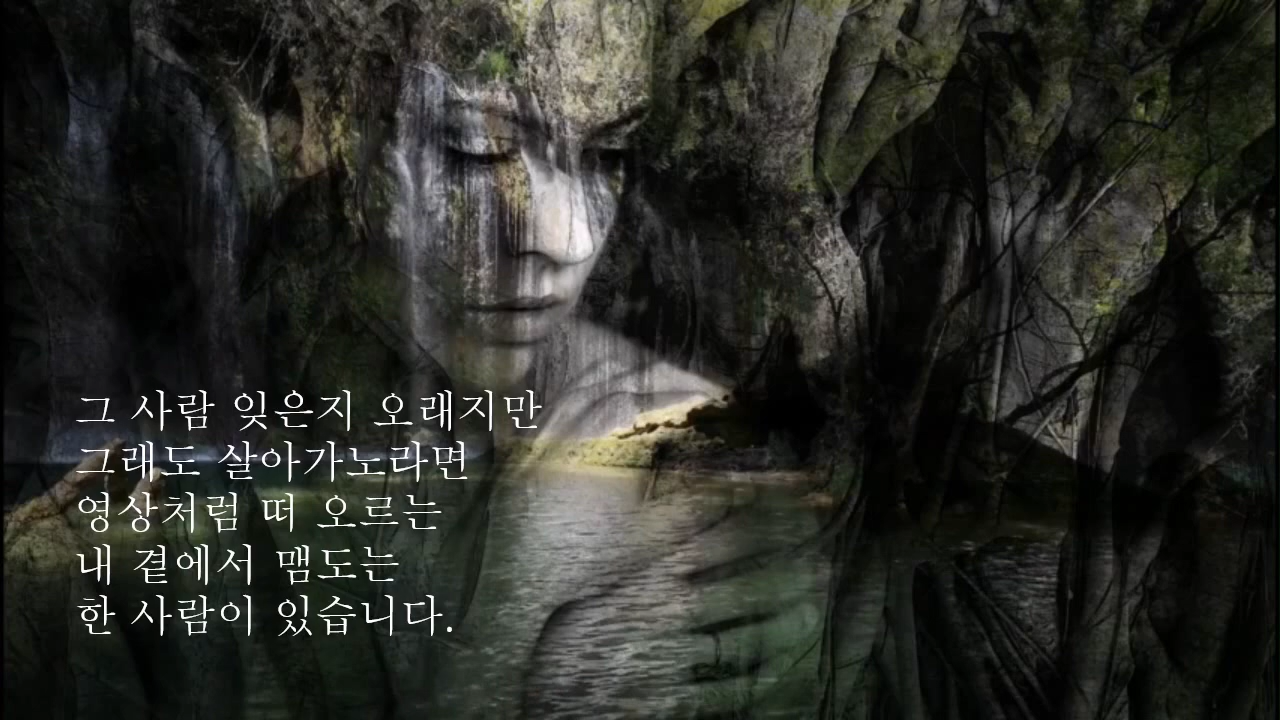 그 사람 잊은지 오래지만
그래도 살아가노라면
영상처럼 떠 오르는
내 곁에서 맴도는
한 사람이 있습니다.